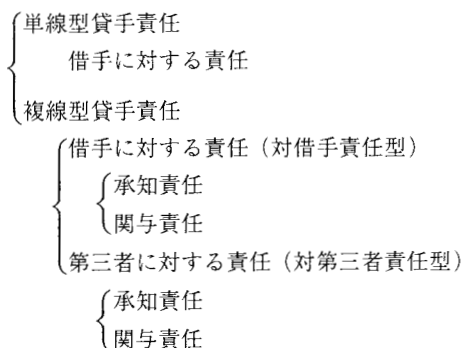 単線型貸手責任
借手に対する責任
複線型貸手責任
借手に対する責任（対借手責任型）
承知責任
関与責任
第三者に対する責任（対第三者責任型）
承知責任
関与責任